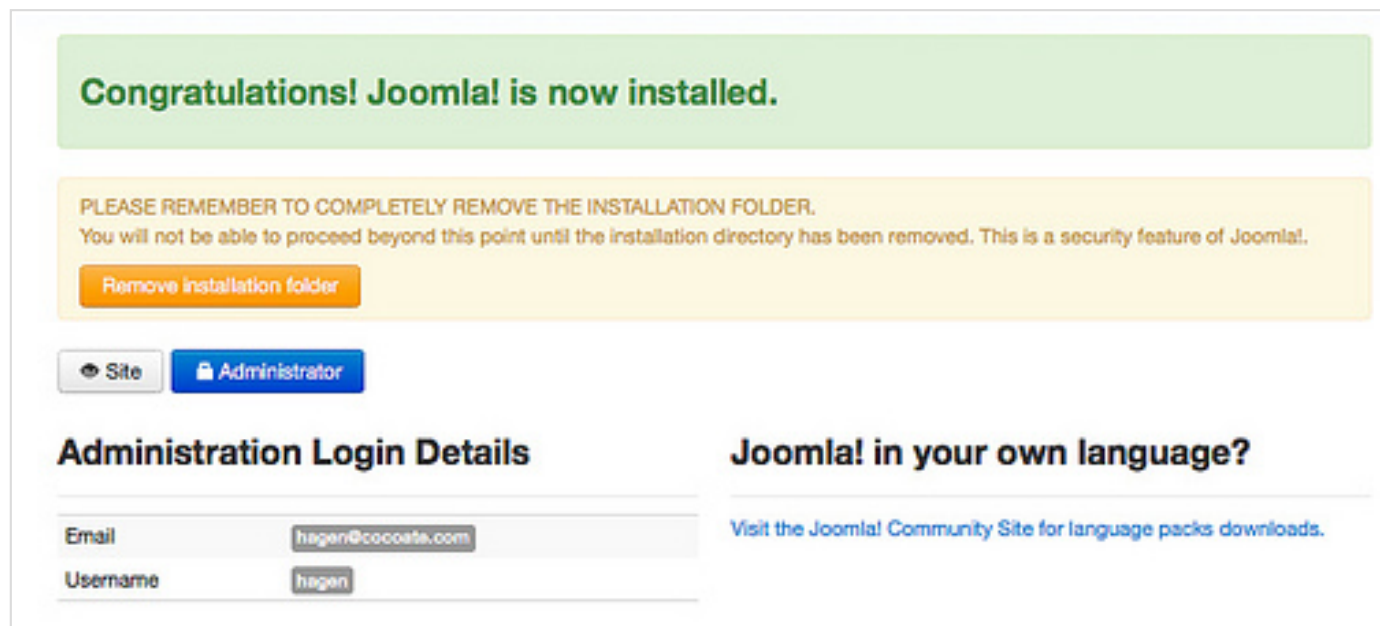 Congratulations! Joomla! is now installed.
PLEASE REMEMBER TO COMPLETELY REMOVE THE INSTALLATION FOLDER.
You will not be able to proceed beyond this point until the installation directory has been removed. This is a security feature of Joomla!.
Remove installation folder
Site
Administrator
Administration Login Details
Email hagen@cocoate.com
Username hagen
Joomla! in your own language?
Visit the Joomla! Community Site for language packs downloads.